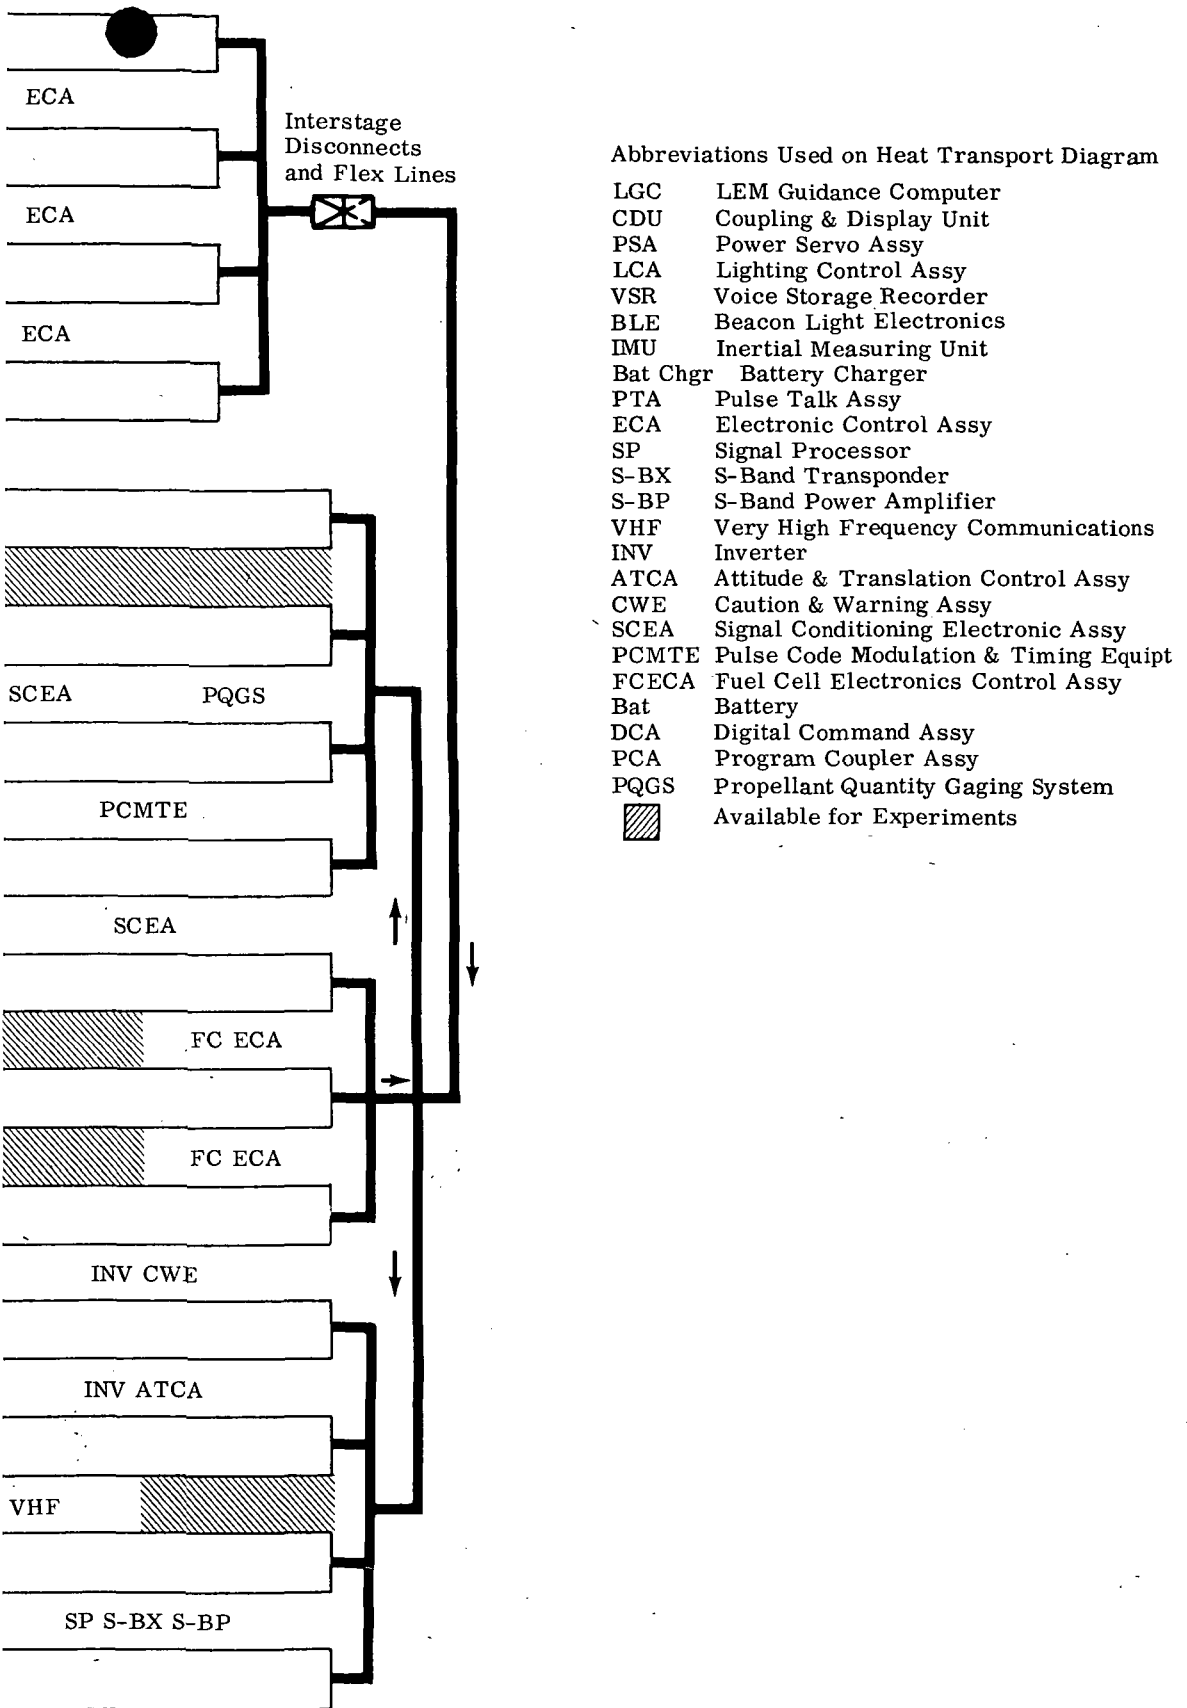 ECA
Interstage
Disconnects
and Flex Lines
ECA
ECA
SCEA PQGS
PCMTE
SCEA
FC ECA
FC ECA
INV CWE
INV ATCA
VHF
SP S-BX S-BP
Abbreviations Used on Heat Transport Diagram
LGC LEM Guidance Computer
CDU Coupling & Display Unit
PSA Power Servo Assy
LCA Lighting Control Assy
VSR Voice Storage Recorder
BLE Beacon Light Electronics
IMU Inertial Measuring Unit
Bat Chgr Battery Charger
PTA Pulse Talk Assy
ECA Electronic Control Assy
SP Signal Processor
S-BX S-Band Transponder
S-BP S-Band Power Amplifier
VHF Very High Frequency Communications
INV Inverter
ATCA Attitude & Translation Control Assy
CWE Caution & Warning Assy
SCEA Signal Conditioning Electronic Assy
PCMTE Pulse Code Modulation & Timing Equipt
FCECA Fuel Cell Electronics Control Assy
Bat Battery
DCA Digital Command Assy
PCA Program Coupler Assy
PQGS Propellant Quantity Gaging System
Available for Experiments